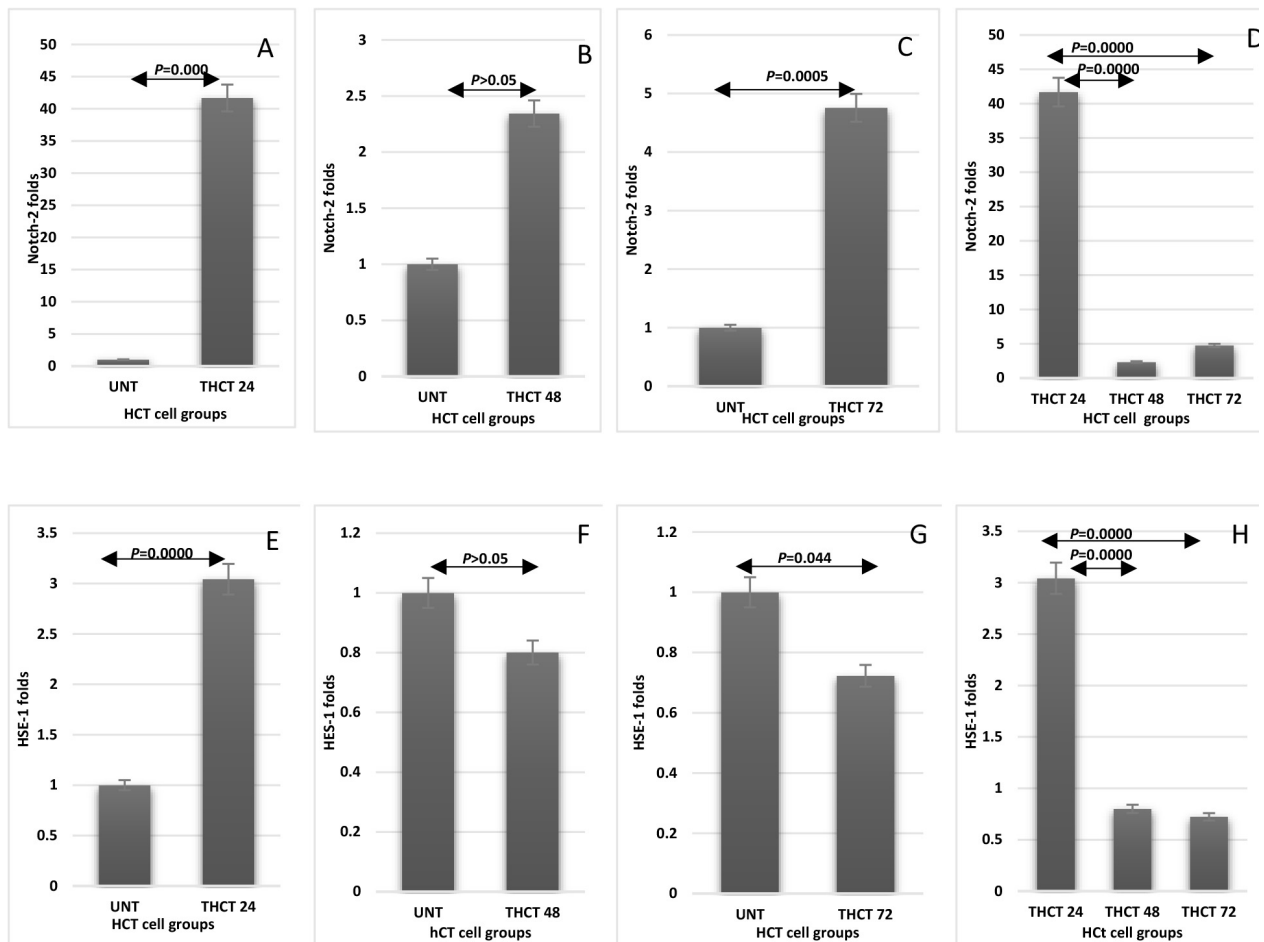 A
50
45
40
35
30
25
20
15
10
5
0
P=0.000
Notch-2 folds
UNT THCT 24
HCT cell groups
B
3
2.5
2
1.5
1
0.5
0
P>0.05
Notch-2 folds
UNT THCT 48
HCT cell groups
C
6
5
4
3
2
1
0
P=0.0005
Notch-2 folds
UNT THCT 72
HCT cell groups
D
50
45
40
35
30
25
20
15
10
5
0
P=0.0000
P=0.0000
Notch-2 folds
THCT 24 THCT 48 THCT 72
HCT cell groups
E
3.5
3
2.5
2
1.5
1
0.5
0
P=0.0000
HSE-1 folds
UNT THCT 24
HCT cell groups
F
1.2
1
0.8
0.6
0.4
0.2
0
P>0.05
HES-1 folds
UNT THCT 48
hCT cell groups
G
1.2
1
0.8
0.6
0.4
0.2
0
P=0.044
HSE-1 folds
UNT THCT 72
HCT cell groups
H
3.5
3
2.5
2
1.5
1
0.5
0
P=0.0000
P=0.0000
HSE-1 folds
THCT 24 THCT 48 THCT 72
HCt cell groups